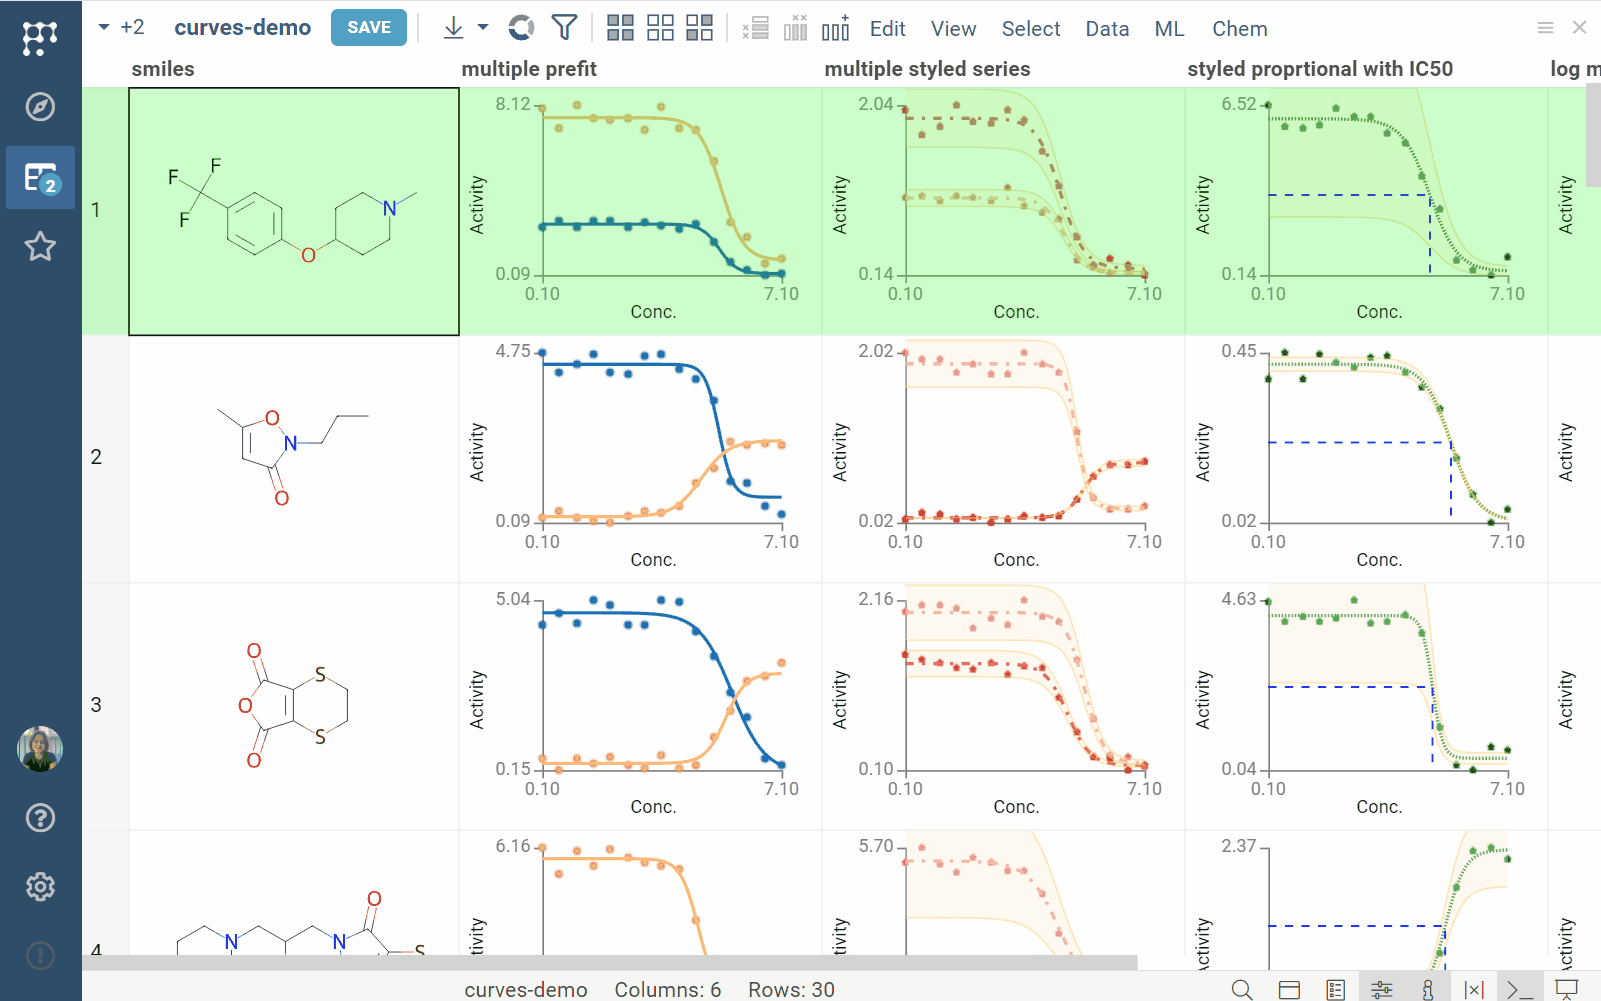 +2 curves-demo SAVE Edit View Select Data ML Chem
smiles multiple prefit multiple styled series styled proprtional with IC50 log m
1
F
F
F
O
N
8.12
0.09
0.10 7.10
Activity
Conc.
2.04
0.14
0.10 7.10
Activity
Conc.
6.52
0.14
0.10 7.10
Activity
Conc.
Activity
2
2
O
N
O
4.75
0.09
0.10 7.10
Activity
Conc.
2.02
0.02
0.10 7.10
Activity
Conc.
0.45
0.02
0.10 7.10
Activity
Conc.
Activity
3
O
S
O
S
O
5.04
0.15
0.10 7.10
Activity
Conc.
2.16
0.10
0.10 7.10
Activity
Conc.
4.63
0.04
0.10 7.10
Activity
Conc.
Activity
4
O
N
N
S
6.16
tivity
5.70
tivity
2.37
ctivity
ctivity
curves-demo Columns: 6 Rows: 30